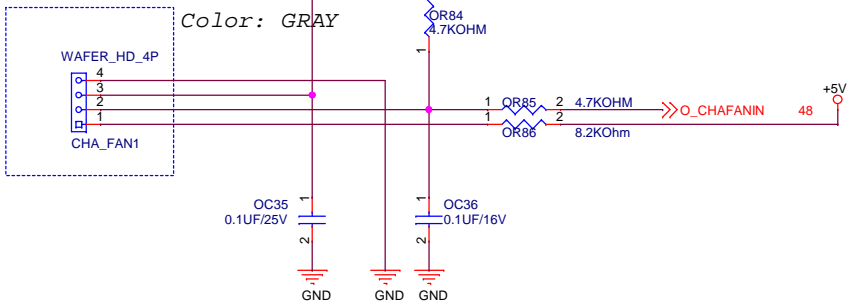 Color: GRAY
OR84
4.7KOHM
1
WAFER_HD_4P
4
3
2
1
CHA_FAN1
1 OR85 2 4.7KOHM
1 OR86 2 8.2KOhm
O_CHAFANIN 48
+5V
1
OC35
0.1UF/25V
2
1
OC36
0.1UF/16V
2
GND
GND
GND